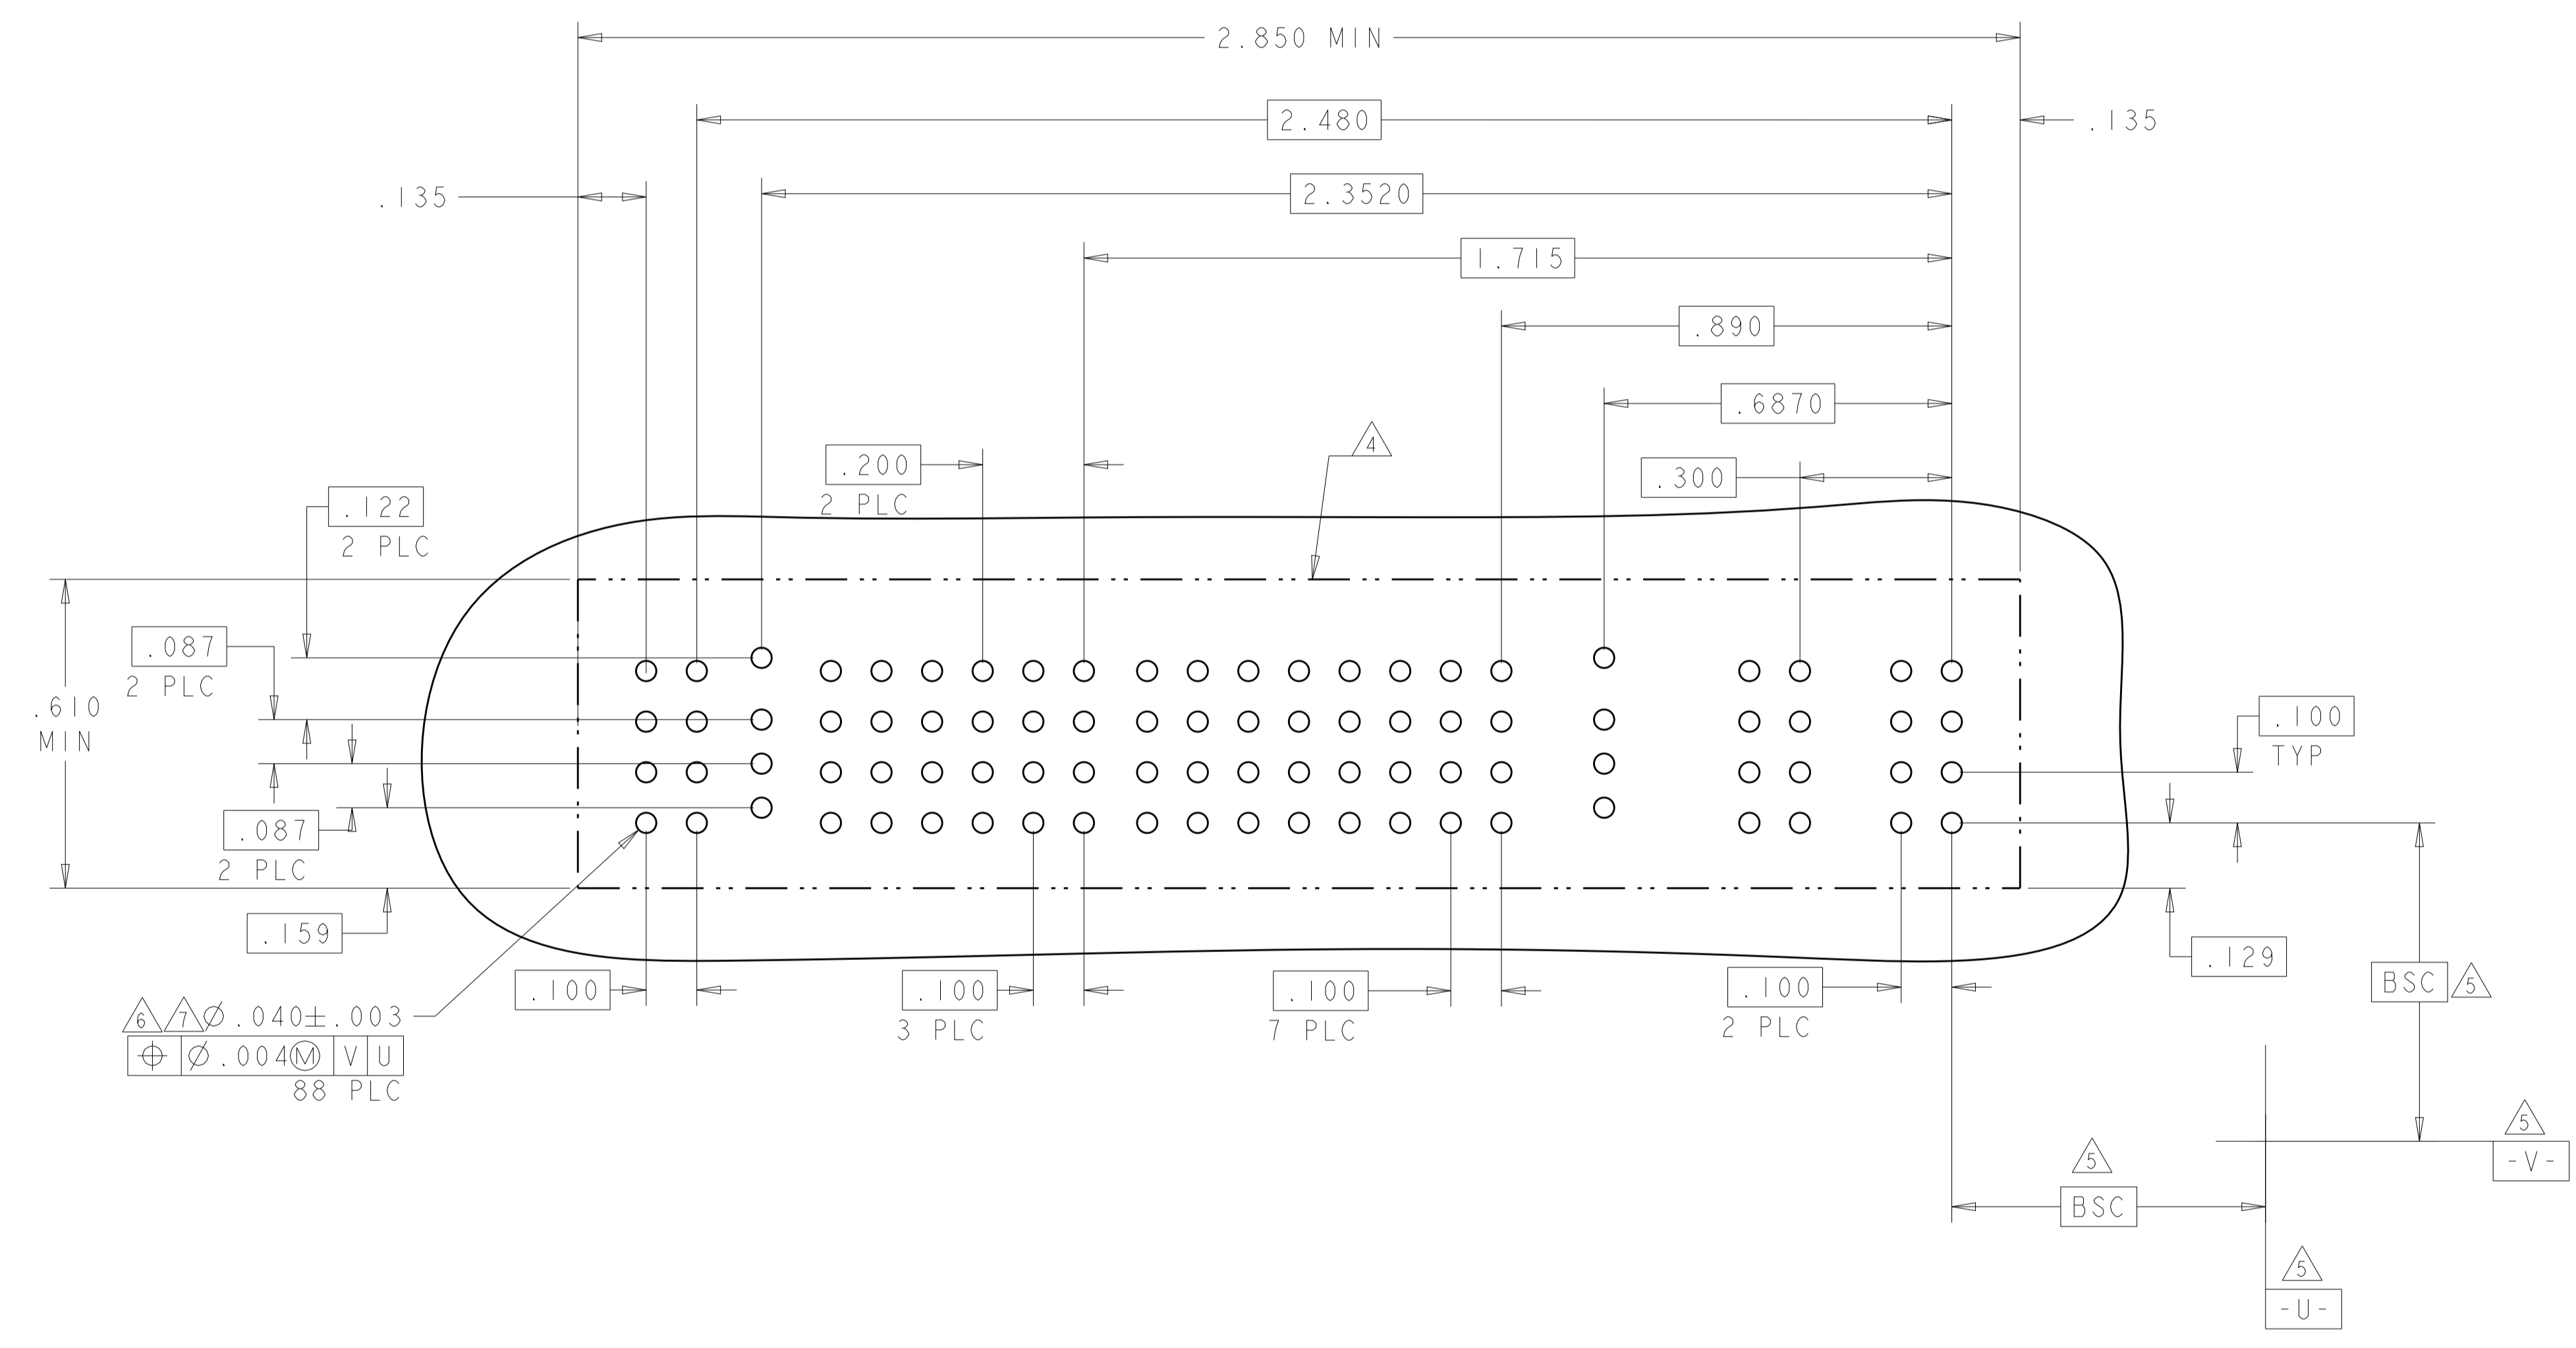 2.850 MIN
2.480
.135
.135
2.3520
1.715
.890
.6870
4
.200
2 PLC
.300
.122
2 PLC
.087
2 PLC
.610
MIN
.100
TYP
.087
2 PLC
.159
.129
.100
.100
3 PLC
.100
7 PLC
.100
2 PLC
BSC 5
6 7 ⌀.040±.003
⌖ ⌀.004Ⓜ V U
88 PLC
5
-V-
5
BSC
5
-U-